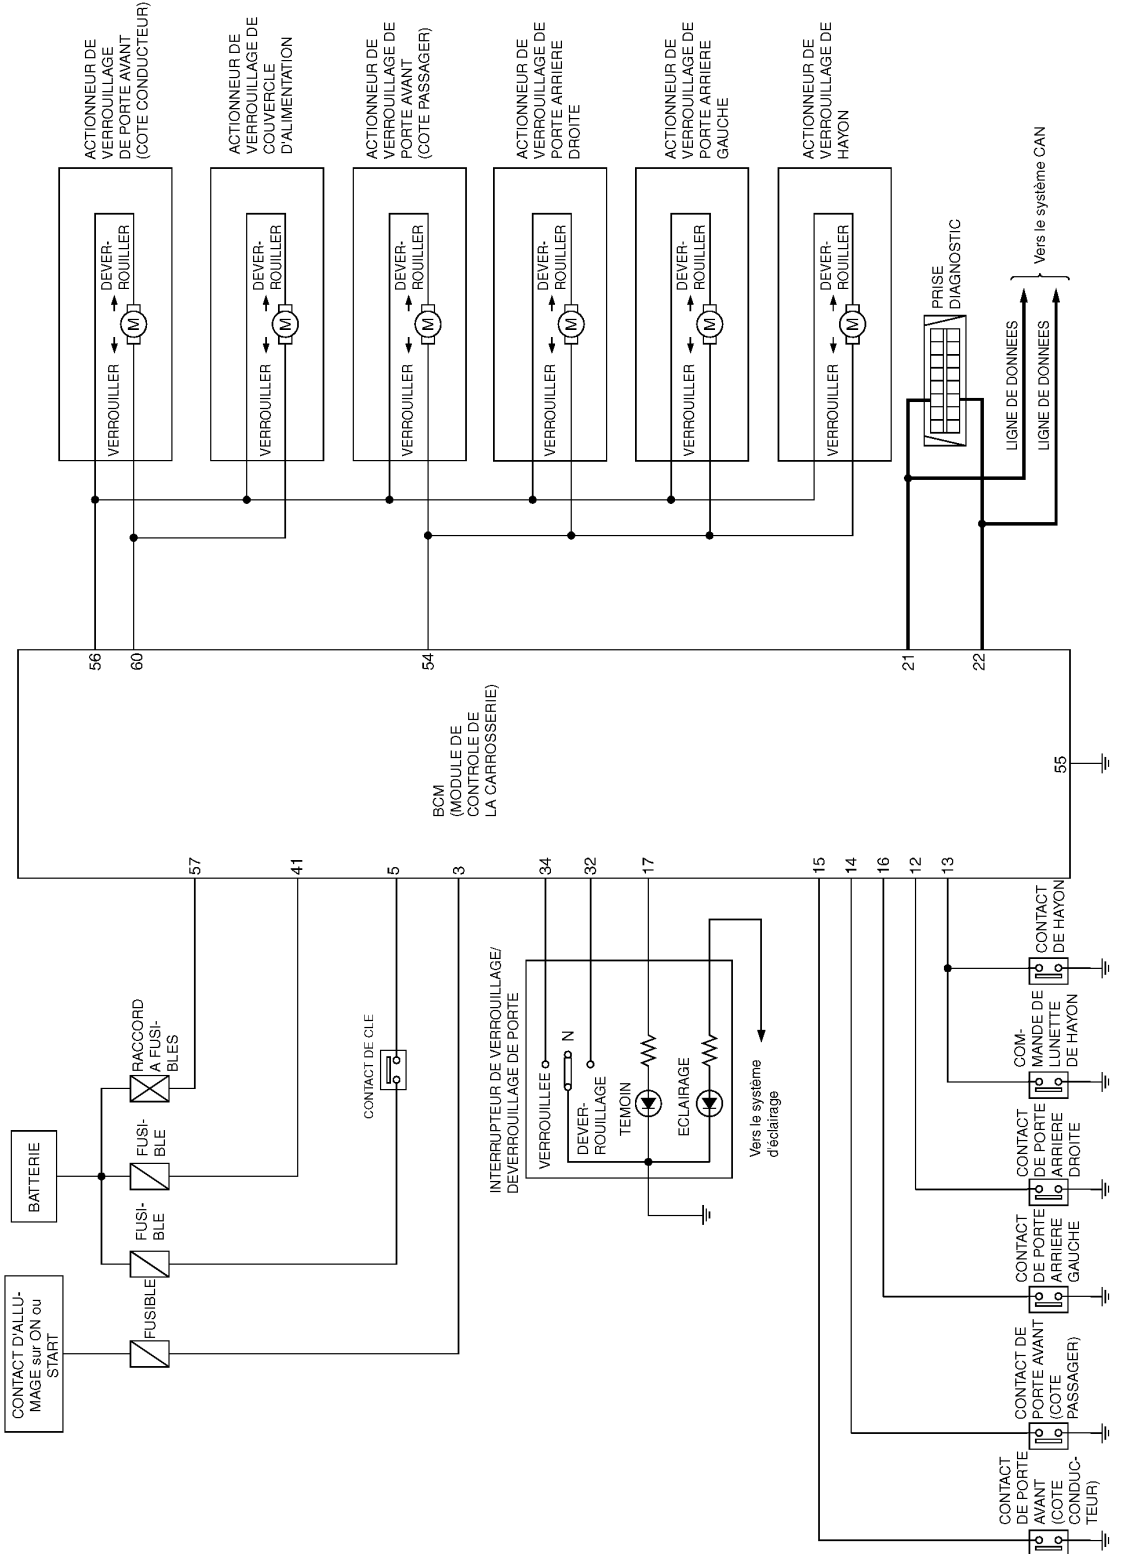 CONTACT D'ALLU-
MAGE sur ON ou
START
BATTERIE
FUSIBLE
FUSI-
BLE
FUSI-
BLE
RACCORD
A FUSI-
BLES
CONTACT DE CLE
57
41
5
3
INTERRUPTEUR DE VERROUILLAGE/
DEVERROUILLAGE DE PORTE
VERROUILLEE
N
DEVER-
ROUILLAGE
TEMOIN
ECLAIRAGE
Vers le système
d'éclairage
34
32
17
15
14
16
12
13
CONTACT
DE PORTE
AVANT
(COTE
CONDUC-
TEUR)
CONTACT DE
PORTE AVANT
(COTE
PASSAGER)
CONTACT
DE PORTE
ARRIERE
GAUCHE
CONTACT
DE PORTE
ARRIERE
DROITE
COM-
MANDE DE
LUNETTE
DE HAYON
CONTACT
DE HAYON
BCM
(MODULE DE
CONTROLE DE
LA CARROSSERIE)
55
56
60
54
21
22
ACTIONNEUR DE
VERROUILLAGE
DE PORTE AVANT
(COTE CONDUCTEUR)
VERROUILLER
DEVER-
ROUILLER
M
ACTIONNEUR DE
VERROUILLAGE DE
COUVERCLE
D'ALIMENTATION
VERROUILLER
DEVER-
ROUILLER
M
ACTIONNEUR DE
VERROUILLAGE DE
PORTE AVANT
(COTE PASSAGER)
VERROUILLER
DEVER-
ROUILLER
M
ACTIONNEUR DE
VERROUILLAGE DE
PORTE ARRIERE
DROITE
VERROUILLER
DEVER-
ROUILLER
M
ACTIONNEUR DE
VERROUILLAGE DE
PORTE ARRIERE
GAUCHE
VERROUILLER
DEVER-
ROUILLER
M
ACTIONNEUR DE
VERROUILLAGE DE
HAYON
VERROUILLER
DEVER-
ROUILLER
M
PRISE
DIAGNOSTIC
LIGNE DE DONNEES
LIGNE DE DONNEES
Vers le système CAN